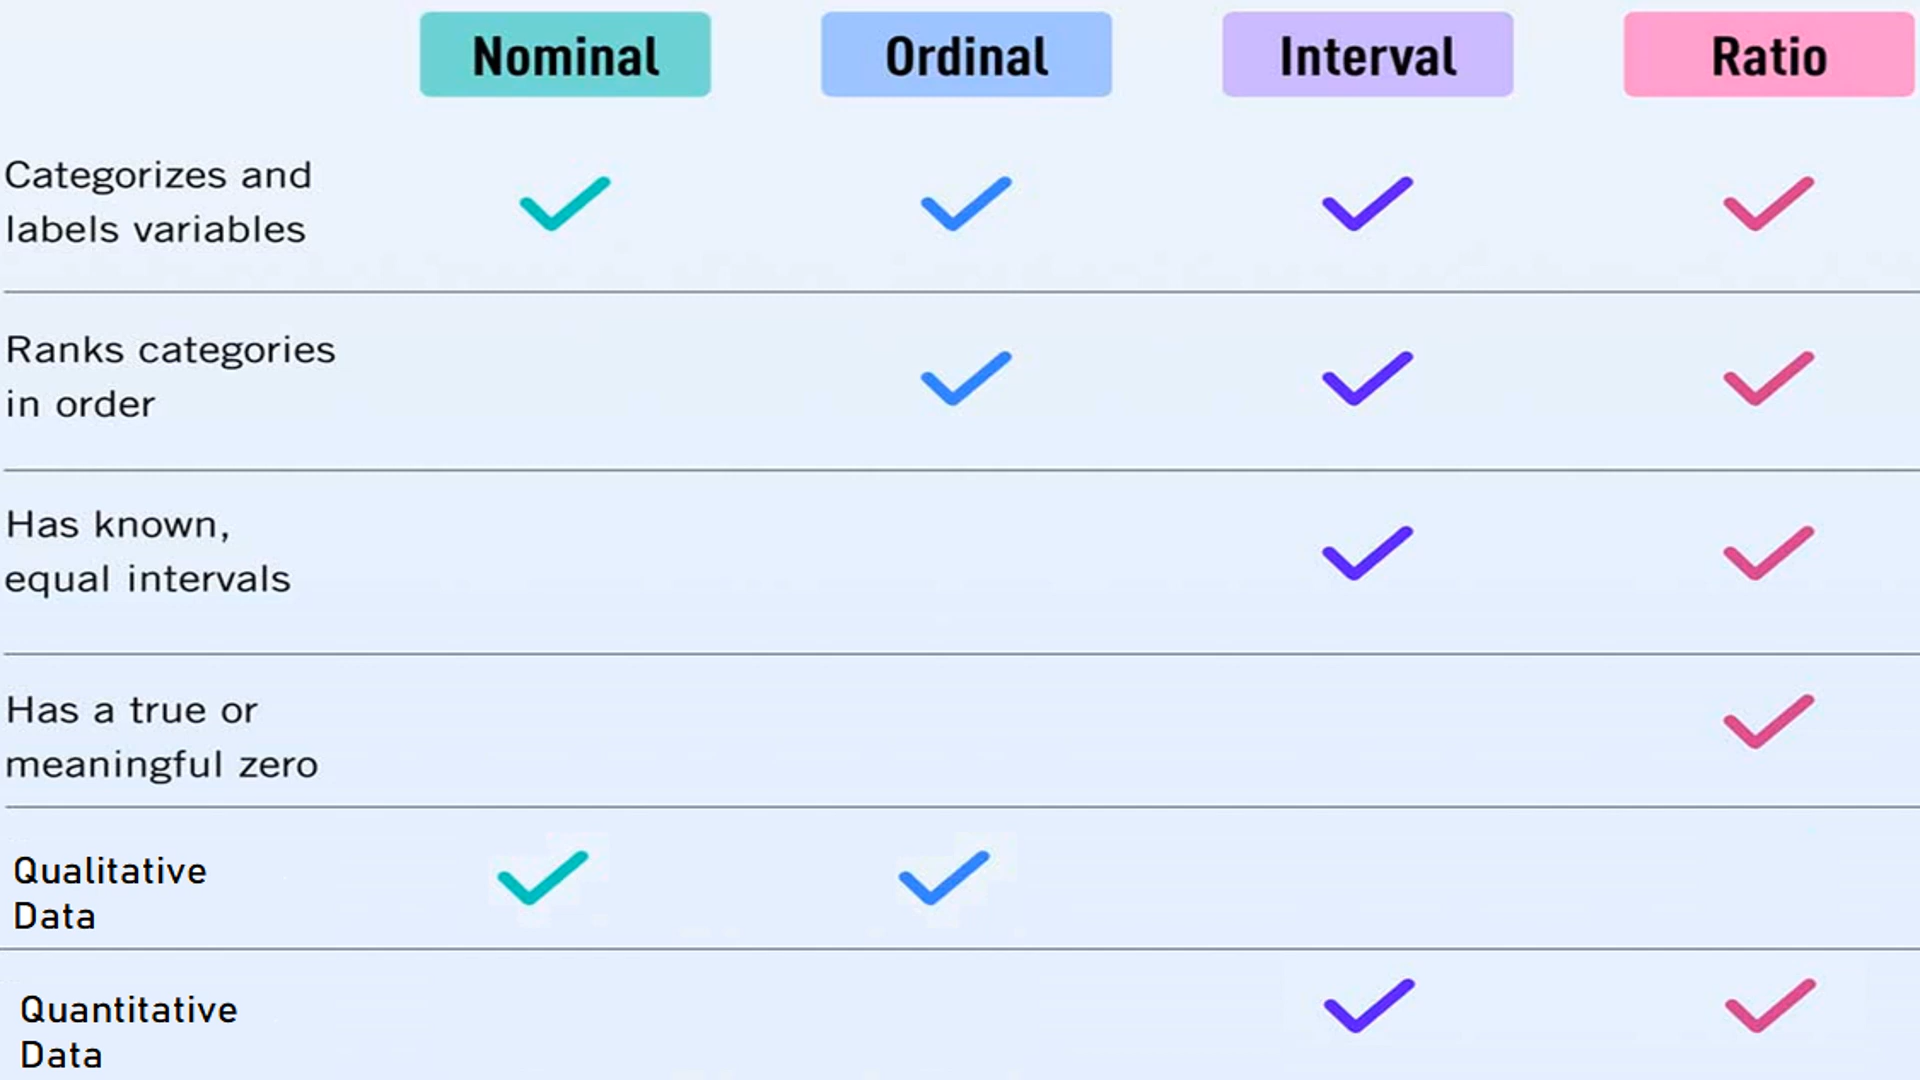 Nominal
Ordinal
Interval
Ratio
Categorizes and
labels variables
Ranks categories
in order
Has known,
equal intervals
Has a true or
meaningful zero
Qualitative
Data
Quantitative
Data